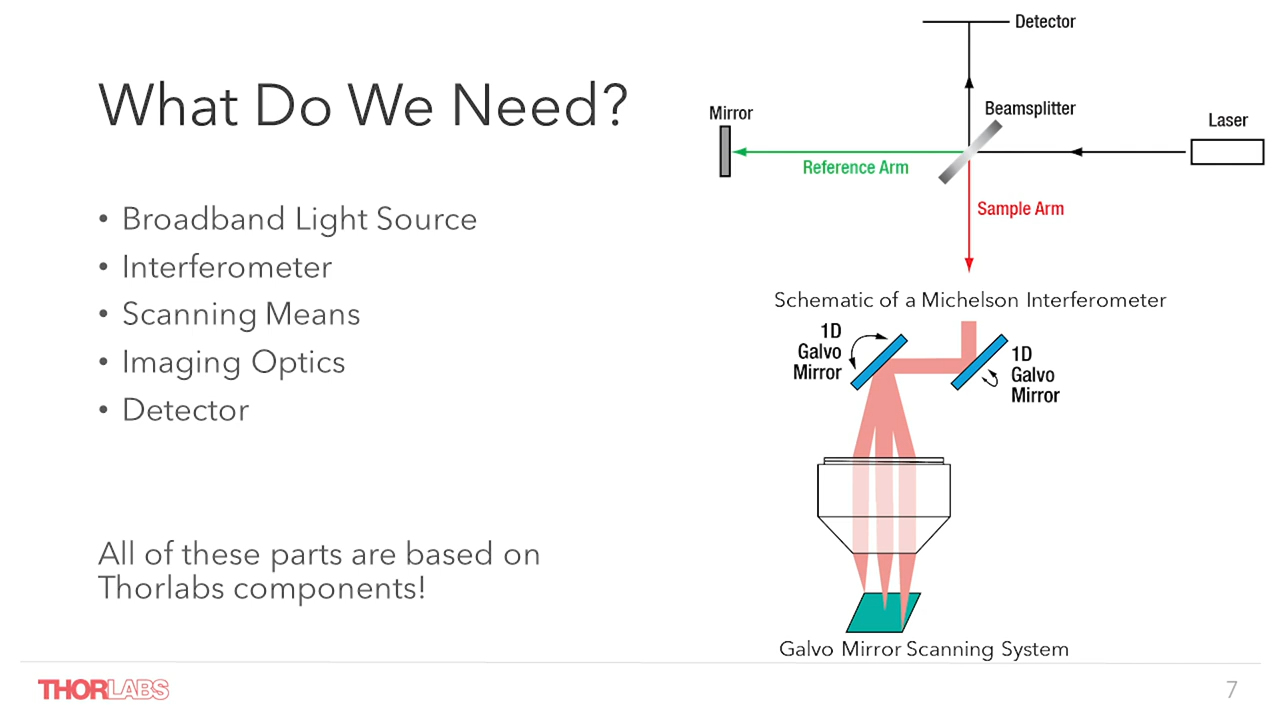 What Do We Need?
• Broadband Light Source
• Interferometer
• Scanning Means
• Imaging Optics
• Detector
All of these parts are based on
Thorlabs components!
Detector
Beamsplitter
Mirror
Laser
Reference Arm
Sample Arm
Schematic of a Michelson Interferometer
1D
Galvo
Mirror
1D
Galvo
Mirror
Galvo Mirror Scanning System
THORLABS
7